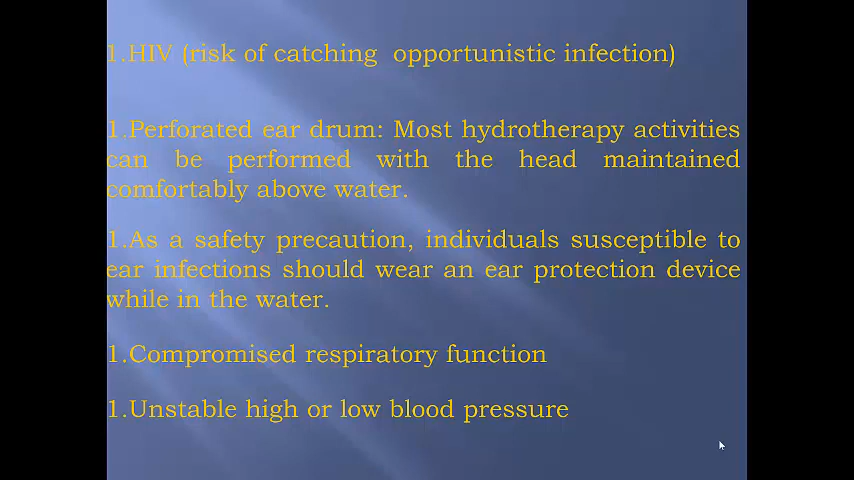 1.HIV (risk of catching opportunistic infection)
1.Perforated ear drum: Most hydrotherapy activities
can be performed with the head maintained
comfortably above water.
1.As a safety precaution, individuals susceptible to
ear infections should wear an ear protection device
while in the water.
1.Compromised respiratory function
1.Unstable high or low blood pressure